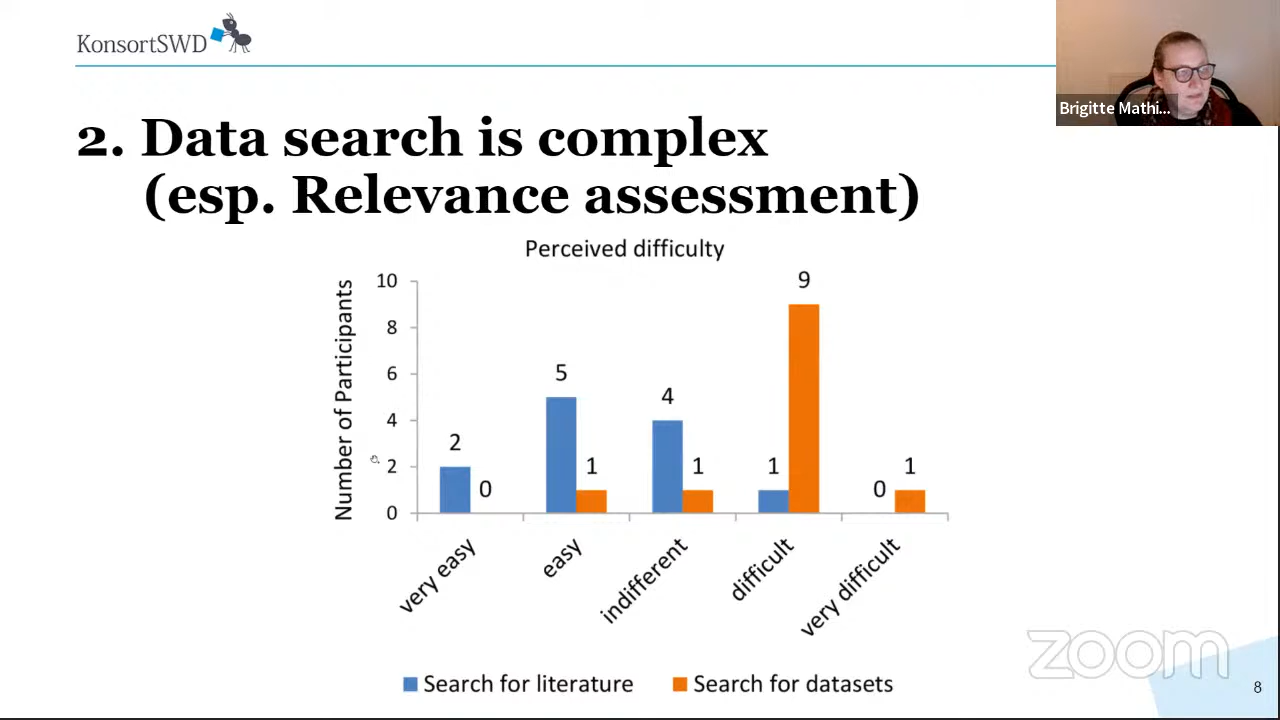 KonsortSWD
Brigitte Mathi...
2. Data search is complex
(esp. Relevance assessment)
Perceived difficulty
Number of Participants
10
8
6
4
2
0
2
0
5
1
4
1
1
9
0
1
very easy
easy
indifferent
difficult
very difficult
Search for literature
Search for datasets
zoom
8